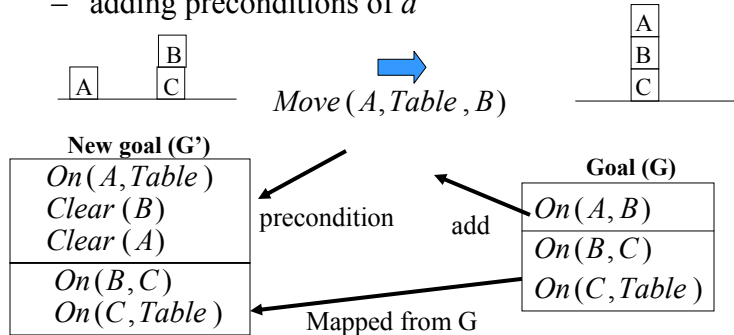 – adding preconditions of a
A
B
C
Move(A,Table,B)
A
B
C
New goal (G')
On(A,Table)
Clear(B)
Clear(A)
On(B,C)
On(C,Table)
precondition
add
Mapped from G
Goal (G)
On(A,B)
On(B,C)
On(C,Table)